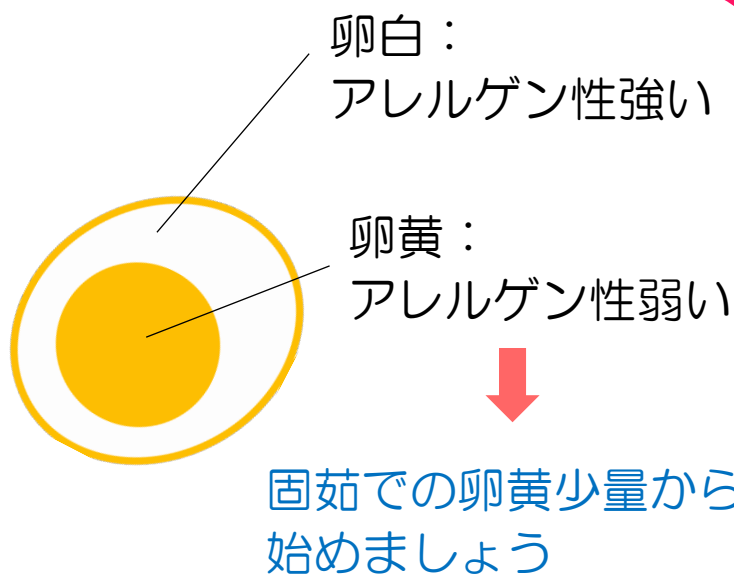 卵白：
アレルゲン性強い
卵黄：
アレルゲン性弱い
固茹での卵黄少量から
始めましょう